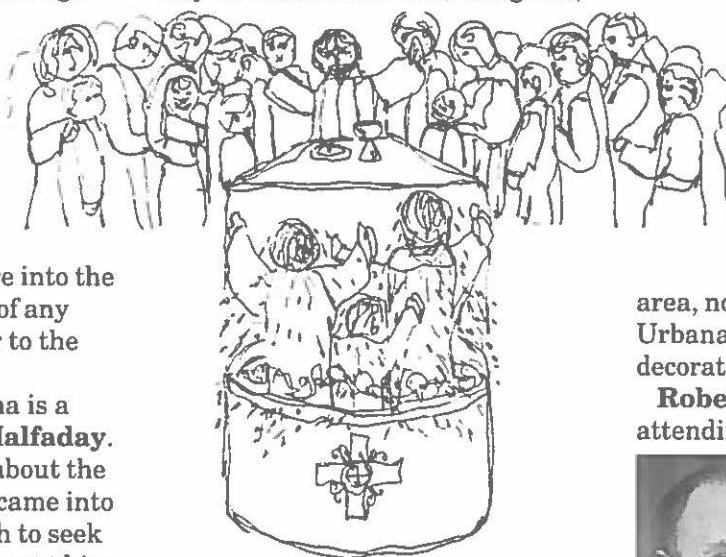 re into the
of any
r to the
na is a
Halfaday.
about the
came into
h to seek
area, no
Urbana
decorat
Robe
attendi